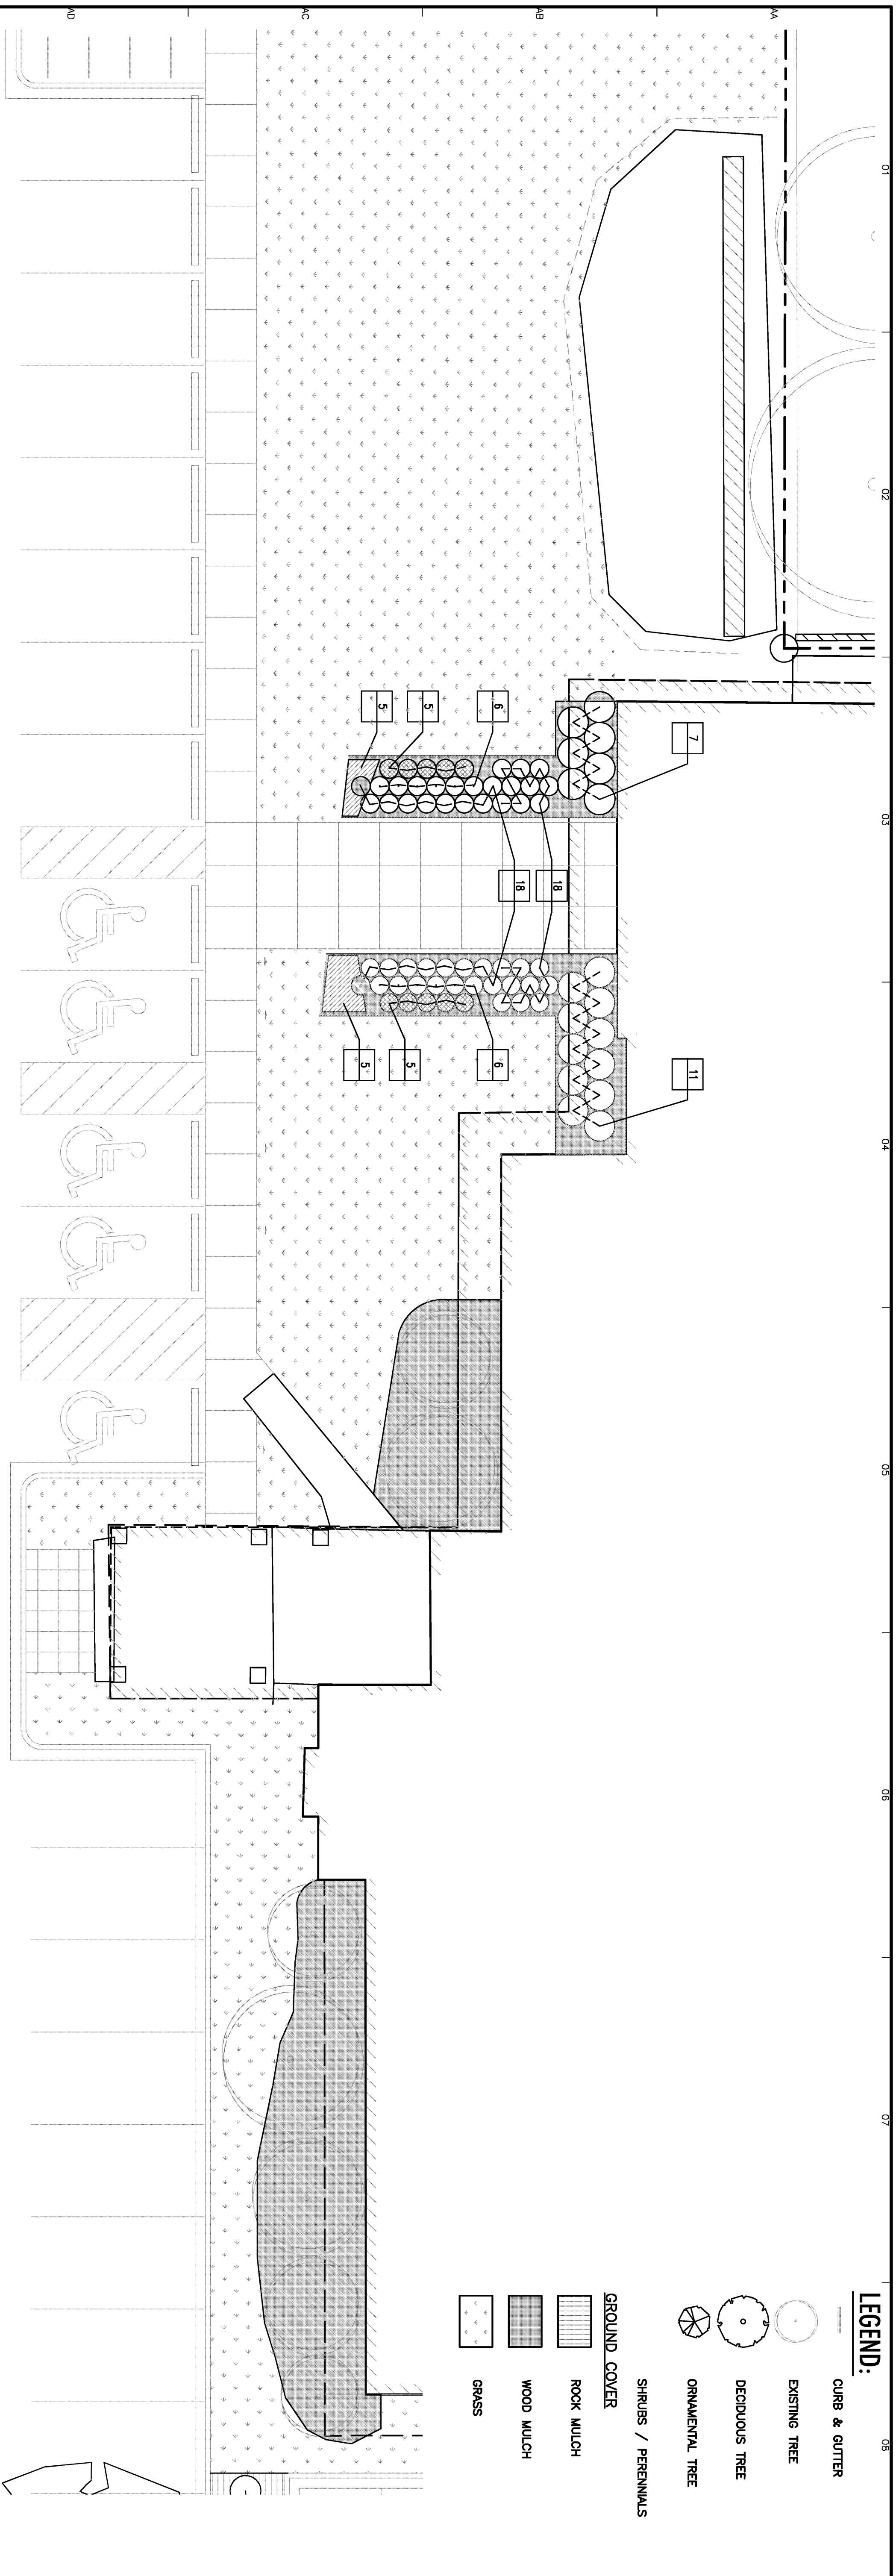 01
02
03
04
05
06
07
08
AA
AB
AC
AD
7
6
5
5
18
18
11
6
5
5
LEGEND:
CURB & GUTTER
EXISTING TREE
DECIDUOUS TREE
ORNAMENTAL TREE
SHRUBS / PERENNIALS
GROUND COVER
ROCK MULCH
WOOD MULCH
GRASS